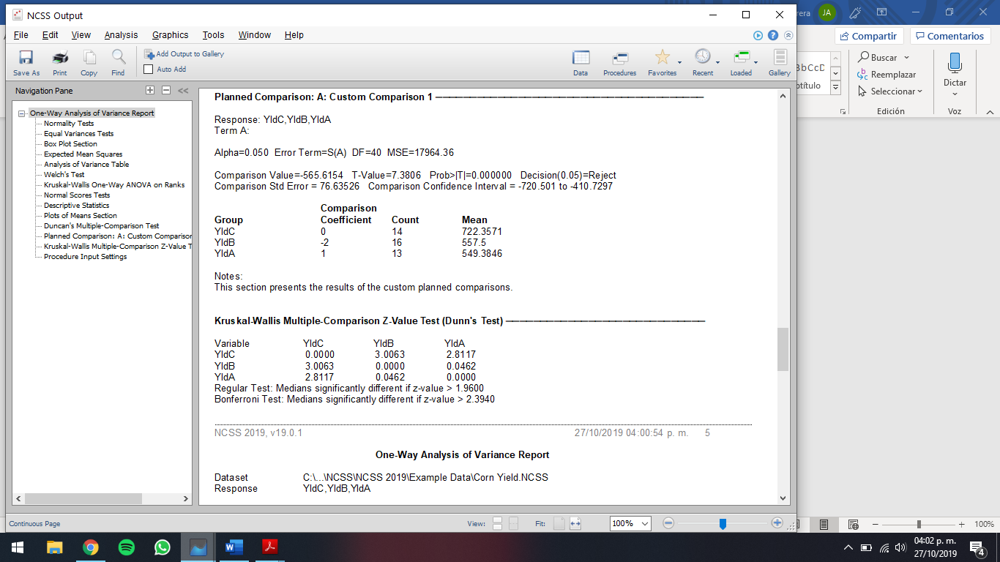 NCSS Output
rera JA
File Edit View Analysis Graphics Tools Window Help
Compartir Comentarios
Save As Print Copy Find
Add Output to Gallery
Auto Add
Data Procedures Favorites Recent Loaded Gallery
Buscar
Reemplazar
Seleccionar
Edición
Dictar
Voz
Navigation Pane
One-Way Analysis of Variance Report
Normality Tests
Equal Variances Tests
Box Plot Section
Expected Mean Squares
Analysis of Variance Table
Welch's Test
Kruskal-Wallis One-Way ANOVA on Ranks
Normal Scores Tests
Descriptive Statistics
Plots of Means Section
Duncan's Multiple-Comparison Test
Planned Comparison: A: Custom Comparison
Kruskal-Wallis Multiple-Comparison Z-Value T
Procedure Input Settings
Planned Comparison: A: Custom Comparison 1
Response: YldC,YldB,YldA
Term A:
Alpha=0.050 Error Term=S(A) DF=40 MSE=17964.36
Comparison Value=-565.6154 T-Value=7.3806 Prob>|T|=0.000000 Decision(0.05)=Reject
Comparison Std Error = 76.63526 Comparison Confidence Interval = -720.501 to -410.7297
Comparison
Group Coefficient Count Mean
YldC 0 14 722.3571
YldB -2 16 557.5
YldA 1 13 549.3846
Notes:
This section presents the results of the custom planned comparisons.
Kruskal-Wallis Multiple-Comparison Z-Value Test (Dunn's Test)
Variable YldC YldB YldA
YldC 0.0000 3.0063 2.8117
YldB 3.0063 0.0000 0.0462
YldA 2.8117 0.0462 0.0000
Regular Test: Medians significantly different if z-value > 1.9600
Bonferroni Test: Medians significantly different if z-value > 2.3940
NCSS 2019, v19.0.1 27/10/2019 04:00:54 p. m. 5
One-Way Analysis of Variance Report
Dataset C:\...\NCSS\NCSS 2019\Example Data\Corn Yield.NCSS
Response YldC,YldB,YldA
Continuous Page View: Fit: 100%
100%
04:02 p. m.
27/10/2019
4